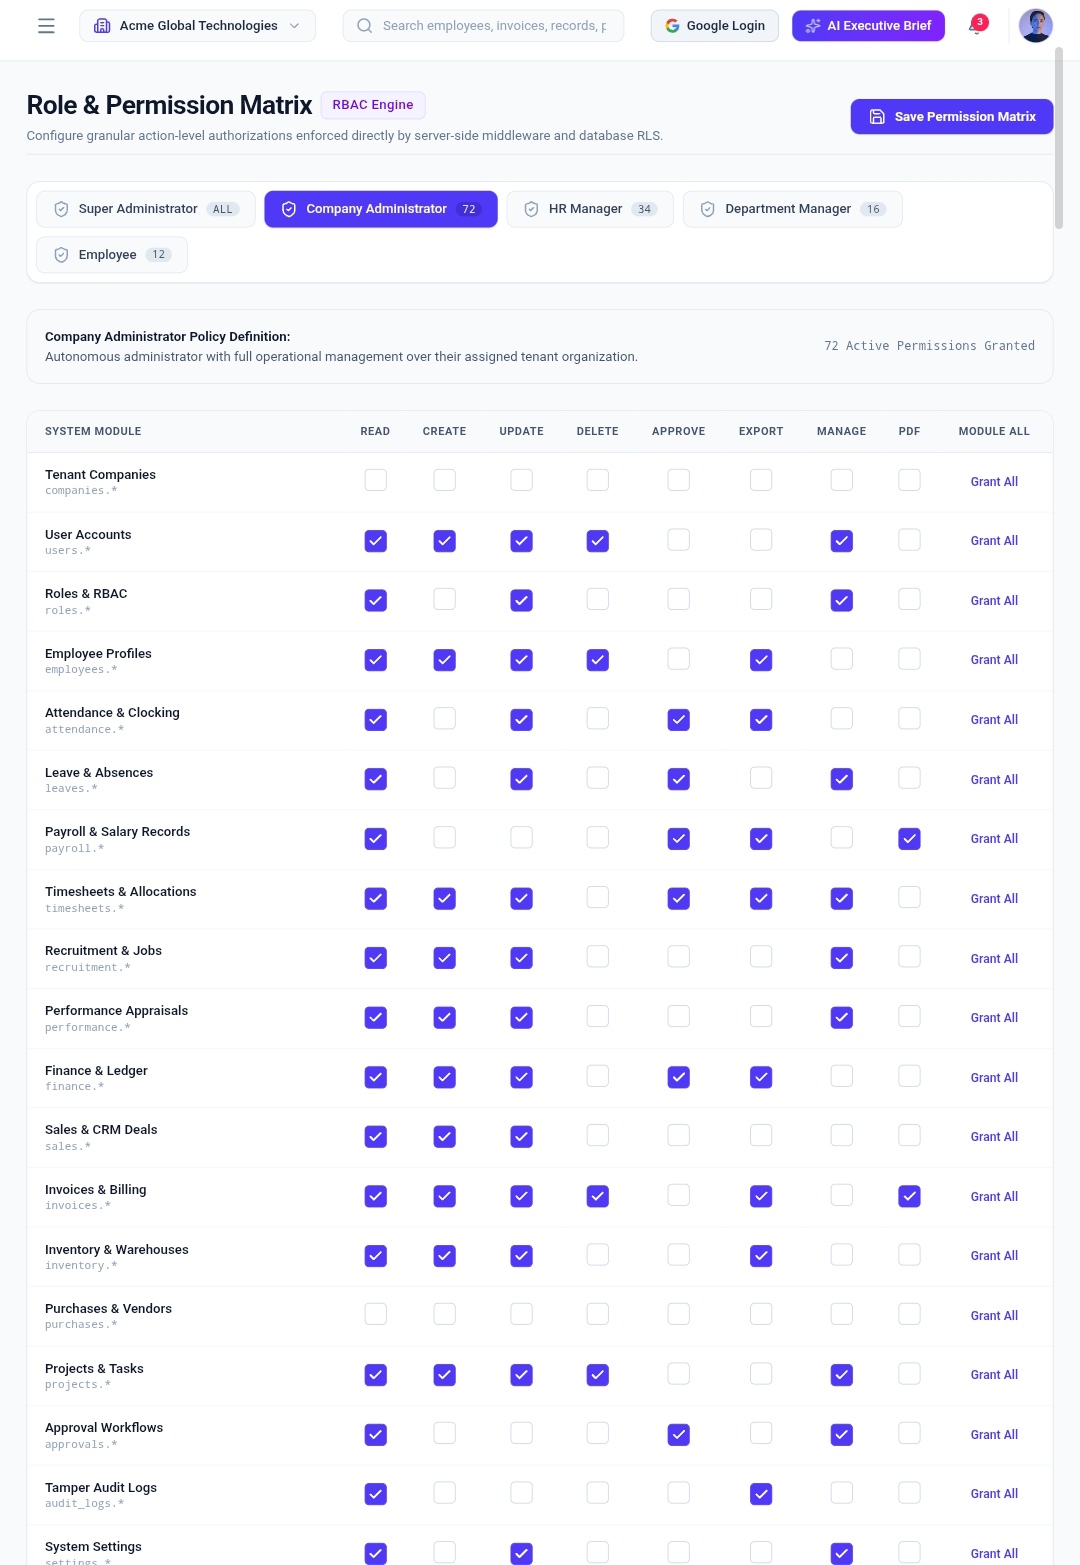 Acme Global Technologies
Search employees, invoices, records, p
Google Login
AI Executive Brief
3
Role & Permission Matrix
RBAC Engine
Configure granular action-level authorizations enforced directly by server-side middleware and database RLS.
Save Permission Matrix
Super Administrator ALL
Company Administrator 72
HR Manager 34
Department Manager 16
Employee 12
Company Administrator Policy Definition:
Autonomous administrator with full operational management over their assigned tenant organization.
72 Active Permissions Granted
SYSTEM MODULE READ CREATE UPDATE DELETE APPROVE EXPORT MANAGE PDF MODULE ALL
Tenant Companies
companies.*
Grant All
User Accounts
users.*
Grant All
Roles & RBAC
roles.*
Grant All
Employee Profiles
employees.*
Grant All
Attendance & Clocking
attendance.*
Grant All
Leave & Absences
leaves.*
Grant All
Payroll & Salary Records
payroll.*
Grant All
Timesheets & Allocations
timesheets.*
Grant All
Recruitment & Jobs
recruitment.*
Grant All
Performance Appraisals
performance.*
Grant All
Finance & Ledger
finance.*
Grant All
Sales & CRM Deals
sales.*
Grant All
Invoices & Billing
invoices.*
Grant All
Inventory & Warehouses
inventory.*
Grant All
Purchases & Vendors
purchases.*
Grant All
Projects & Tasks
projects.*
Grant All
Approval Workflows
approvals.*
Grant All
Tamper Audit Logs
audit_logs.*
Grant All
System Settings
settings.*
Grant All